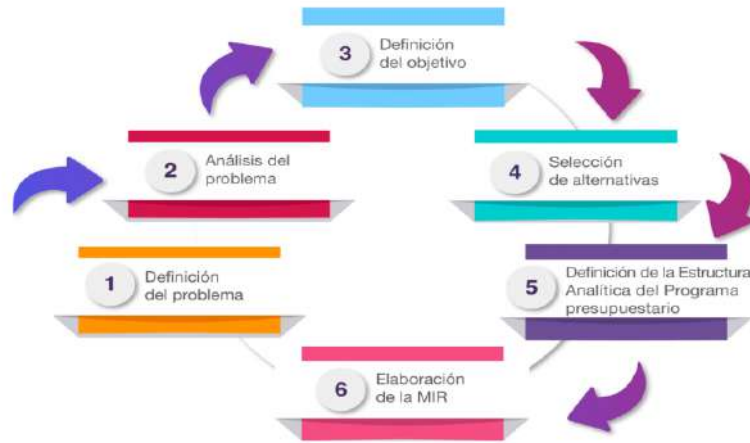 1
Definición
del problema
2
Análisis del
problema
3
Definición
del objetivo
4
Selección
de alternativas
5
Definición de la Estructura
Analítica del Programa
presupuestario
6
Elaboración
de la MIR